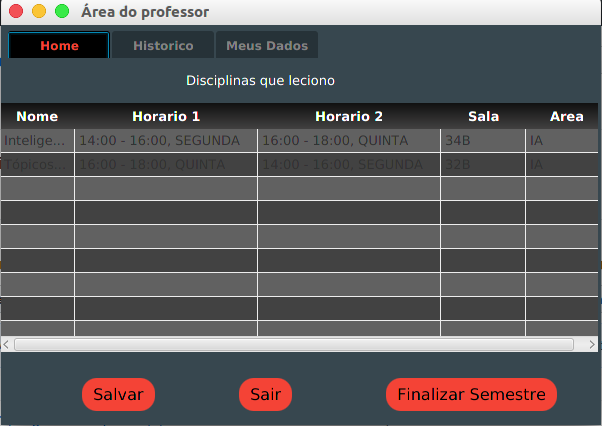 Área do professor
Home Historico Meus Dados
Disciplinas que leciono
Nome Horario 1 Horario 2 Sala Area
Intelige... 14:00 - 16:00, SEGUNDA 16:00 - 18:00, QUINTA 34B IA
Tópicos... 16:00 - 18:00, QUINTA 14:00 - 16:00, SEGUNDA 32B IA
Salvar Sair Finalizar Semestre